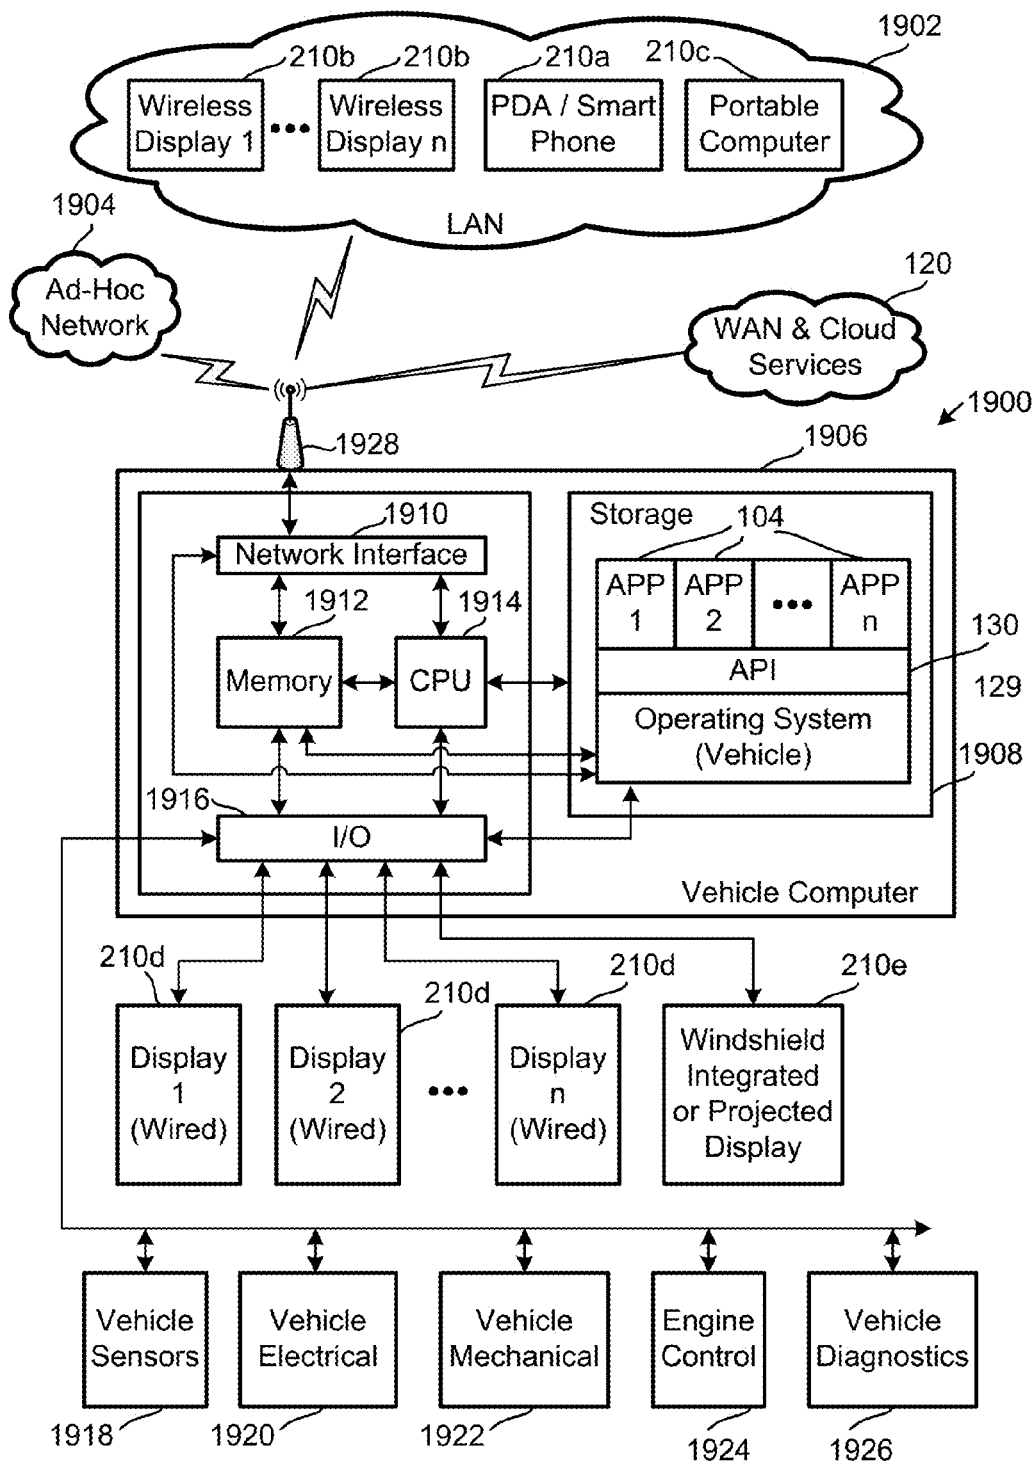 1902
210b
210b
210a
210c
Wireless
Display 1
Wireless
Display n
PDA / Smart
Phone
Portable
Computer
LAN
1904
Ad-Hoc
Network
120
WAN & Cloud
Services
1900
1928
1906
1910
Network Interface
Storage
104
APP
1
APP
2
APP
n
1912
1914
Memory
CPU
130
API
129
Operating System
(Vehicle)
1908
1916
I/O
Vehicle Computer
210d
210d
210d
210e
Display
1
(Wired)
Display
2
(Wired)
Display
n
(Wired)
Windshield
Integrated
or Projected
Display
Vehicle
Sensors
Vehicle
Electrical
Vehicle
Mechanical
Engine
Control
Vehicle
Diagnostics
1918
1920
1922
1924
1926